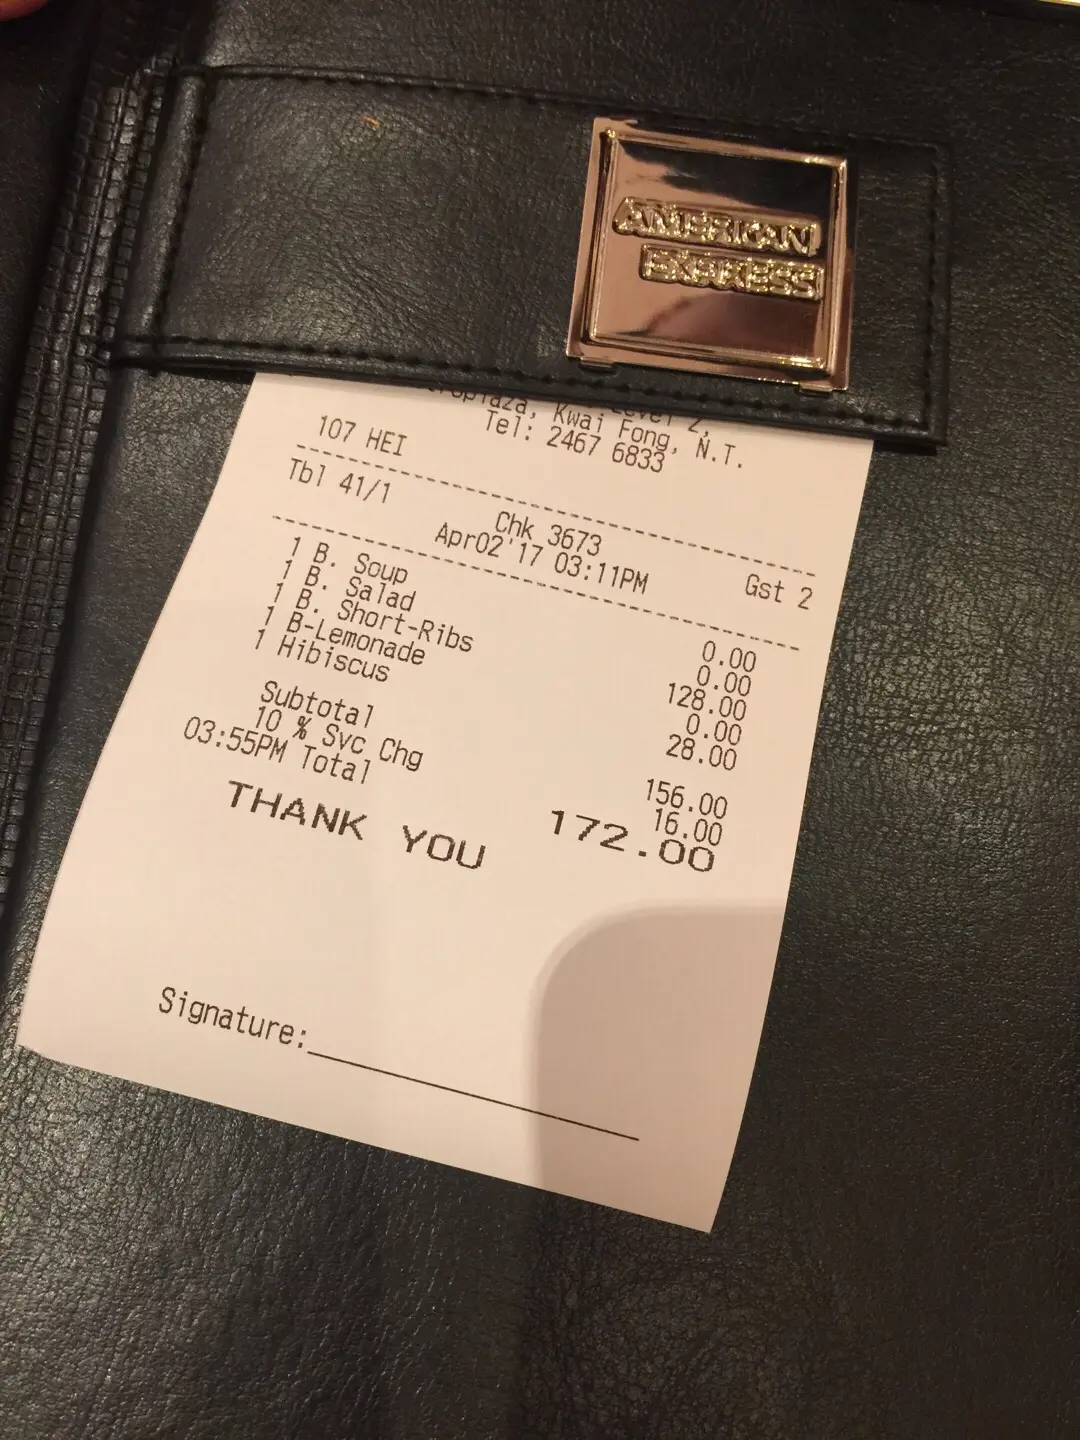 AMERICAN
EXPRESS
Level 2,
Kwai Fong, N.T.
Tel: 2467 6833
107 HEI
Tbl 41/1 Chk 3673 Gst 2
Apr02'17 03:11PM
1 B. Soup 0.00
1 B. Salad 0.00
1 B. Short-Ribs 128.00
1 B-Lemonade 0.00
1 Hibiscus 28.00
Subtotal 156.00
10 % Svc Chg 16.00
03:55PM Total 172.00
THANK YOU
Signature: